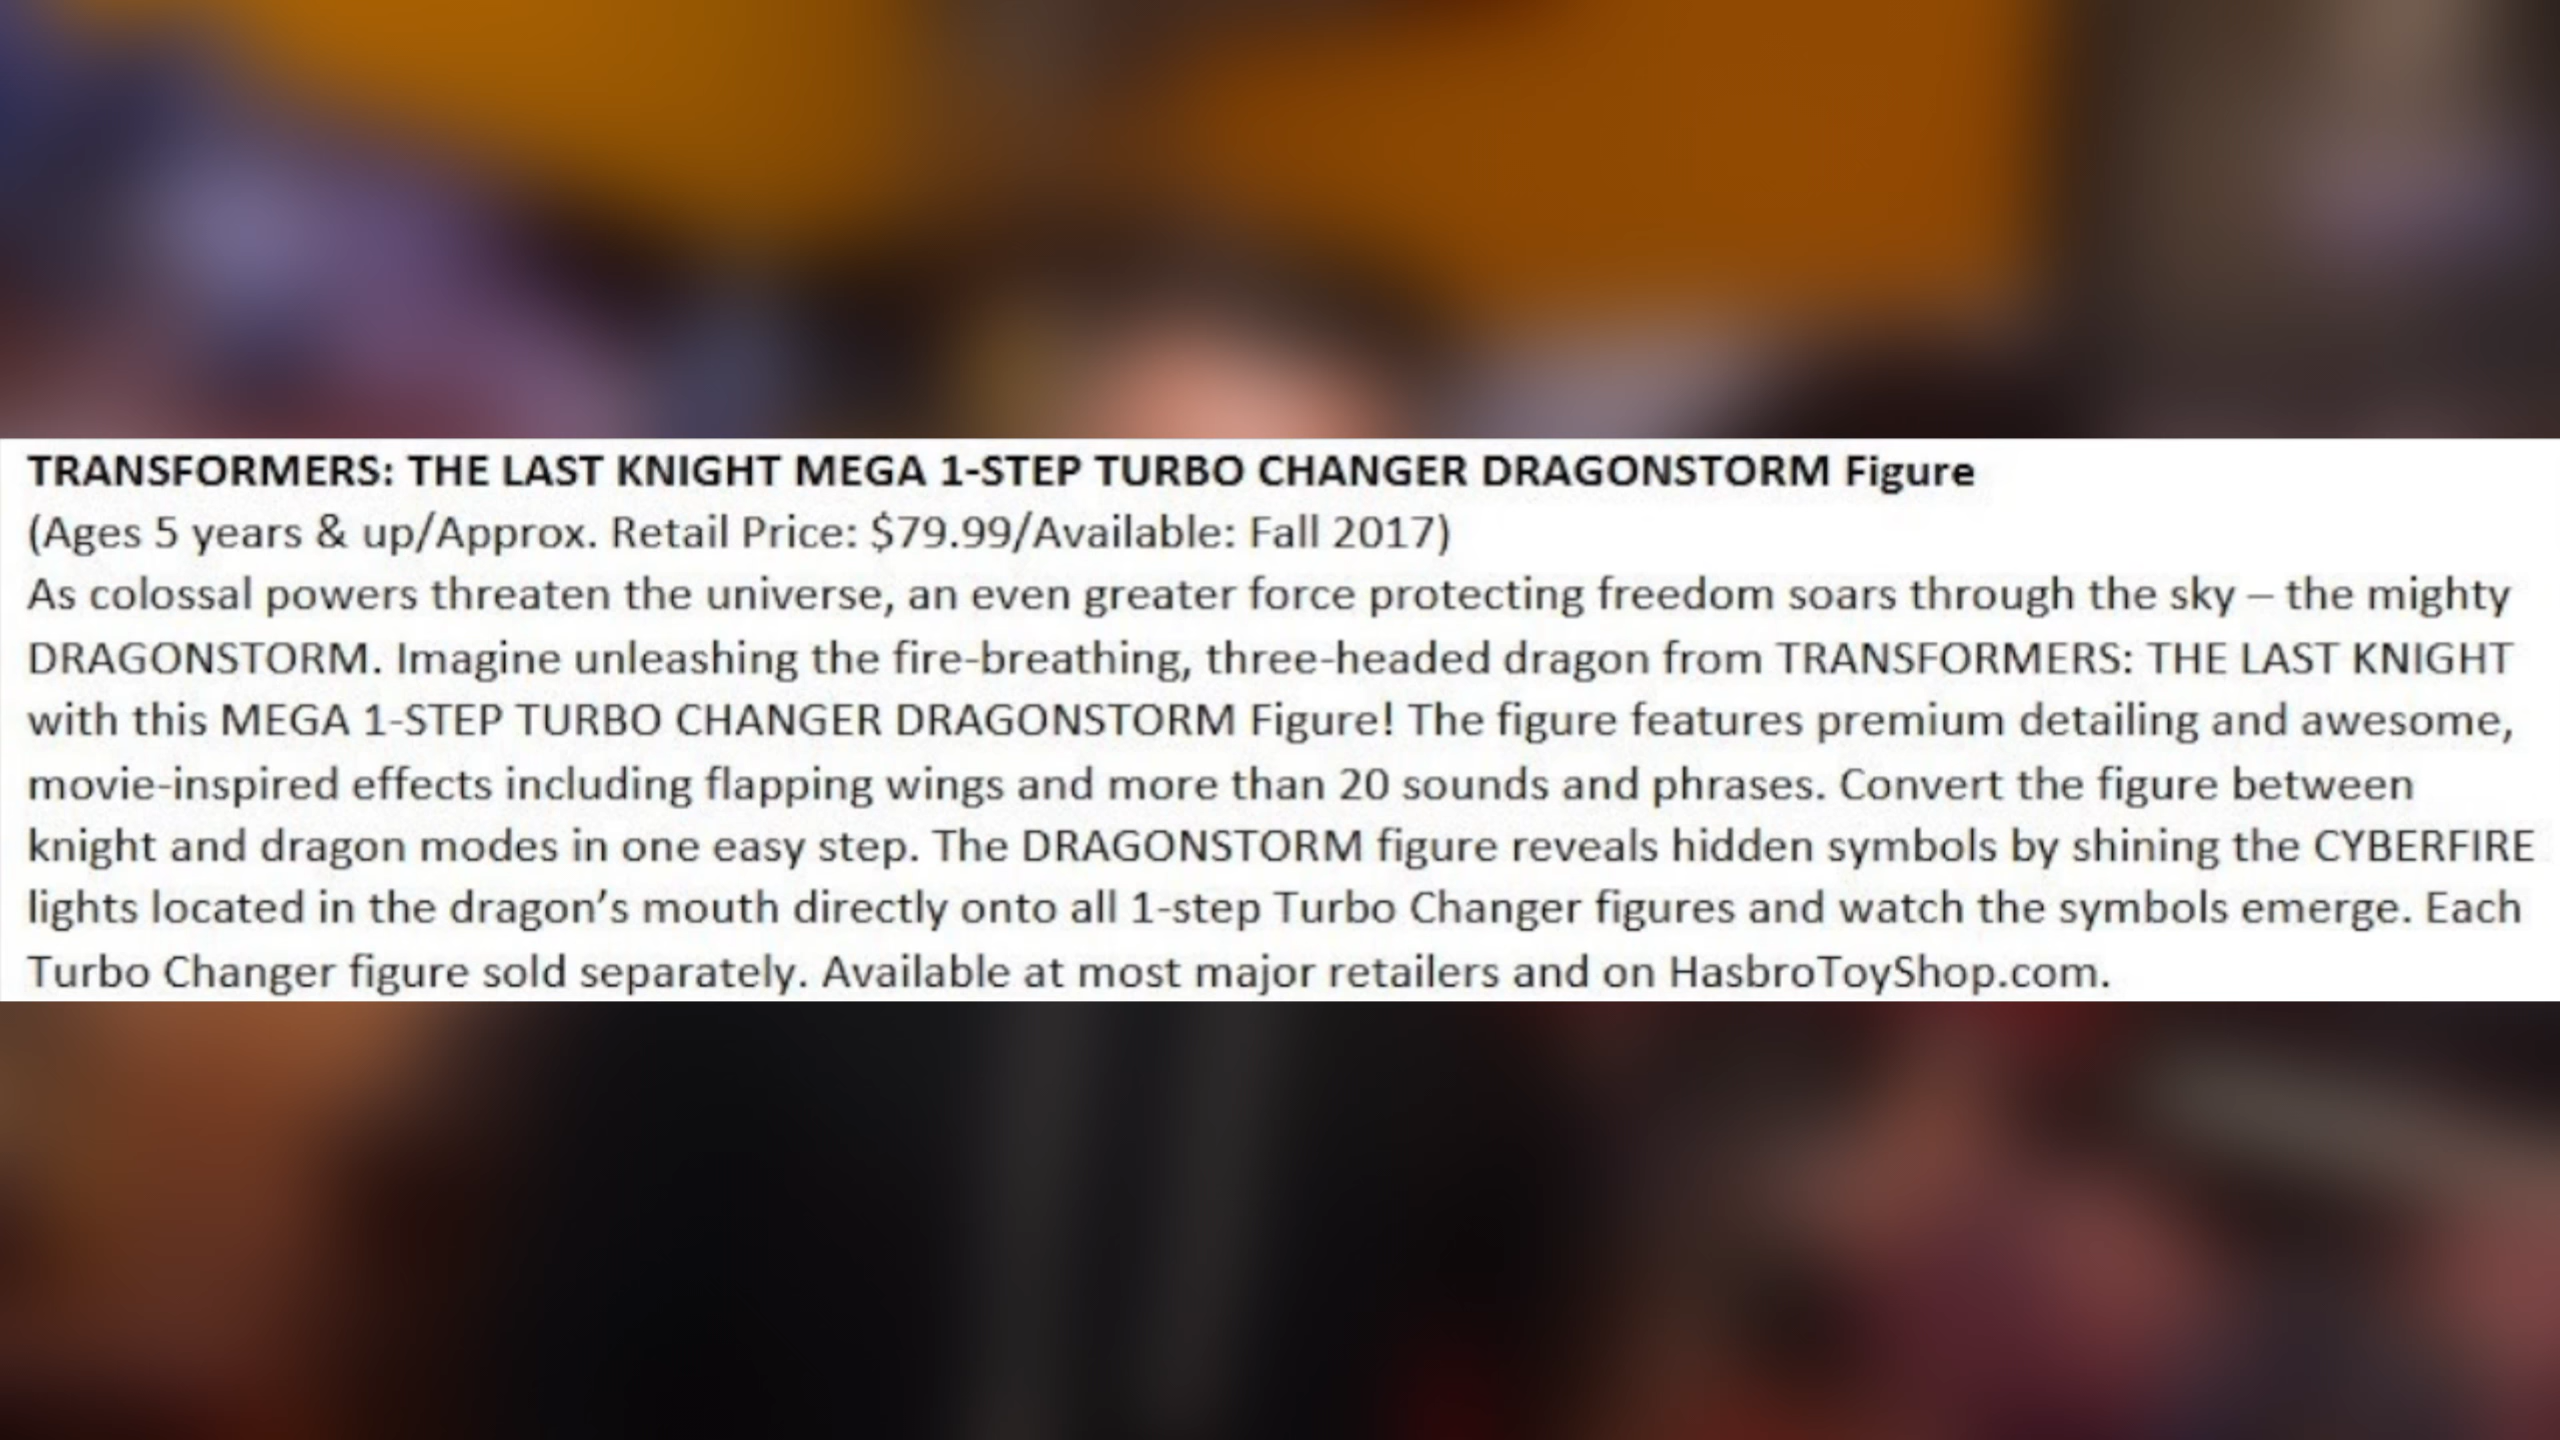 TRANSFORMERS: THE LAST KNIGHT MEGA 1-STEP TURBO CHANGER DRAGONSTORM Figure
(Ages 5 years & up/Approx. Retail Price: $79.99/Available: Fall 2017)
As colossal powers threaten the universe, an even greater force protecting freedom soars through the sky – the mighty
DRAGONSTORM. Imagine unleashing the fire-breathing, three-headed dragon from TRANSFORMERS: THE LAST KNIGHT
with this MEGA 1-STEP TURBO CHANGER DRAGONSTORM Figure! The figure features premium detailing and awesome,
movie-inspired effects including flapping wings and more than 20 sounds and phrases. Convert the figure between
knight and dragon modes in one easy step. The DRAGONSTORM figure reveals hidden symbols by shining the CYBERFIRE
lights located in the dragon’s mouth directly onto all 1-step Turbo Changer figures and watch the symbols emerge. Each
Turbo Changer figure sold separately. Available at most major retailers and on HasbroToyShop.com.